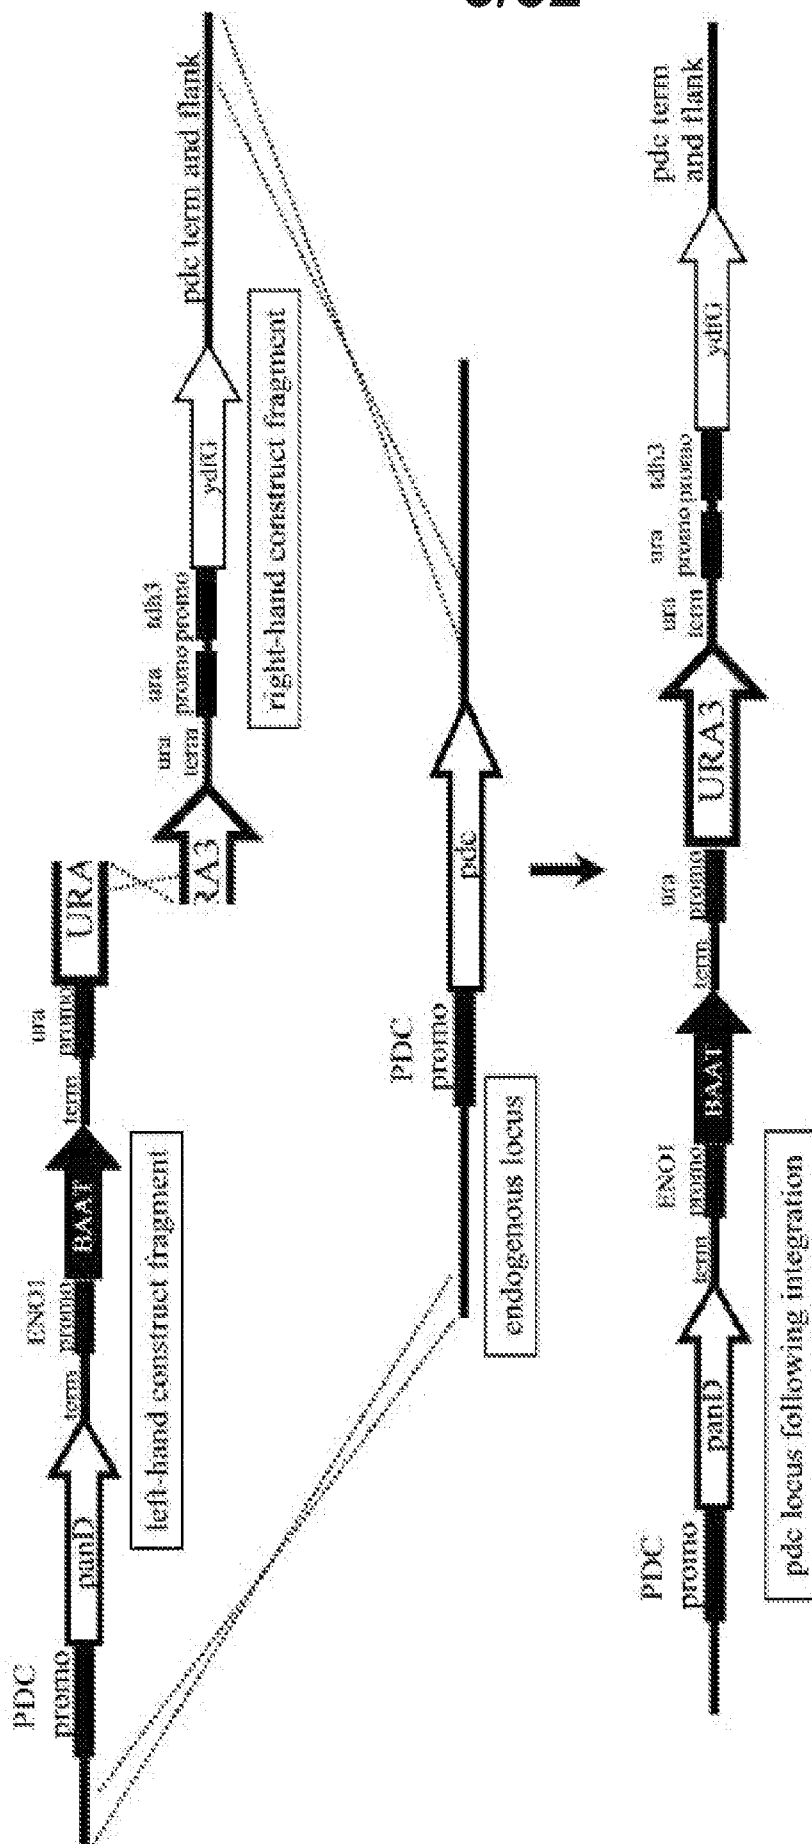 PDC
promo
panD
term
ENO1
promo
BAAT
term
ura
promo
URA
left-hand construct fragment
RA3
ura
term
ura
promo
tdh3
promo
ydfG
pdc term and flank
right-hand construct fragment
PDC
promo
pdc
endogenous locus
PDC
promo
panD
term
ENO1
promo
BAAT
term
ura
promo
URA3
ura
term
ura
promo
tdh3
promo
ydfG
pdc term
and flank
pdc locus following integration